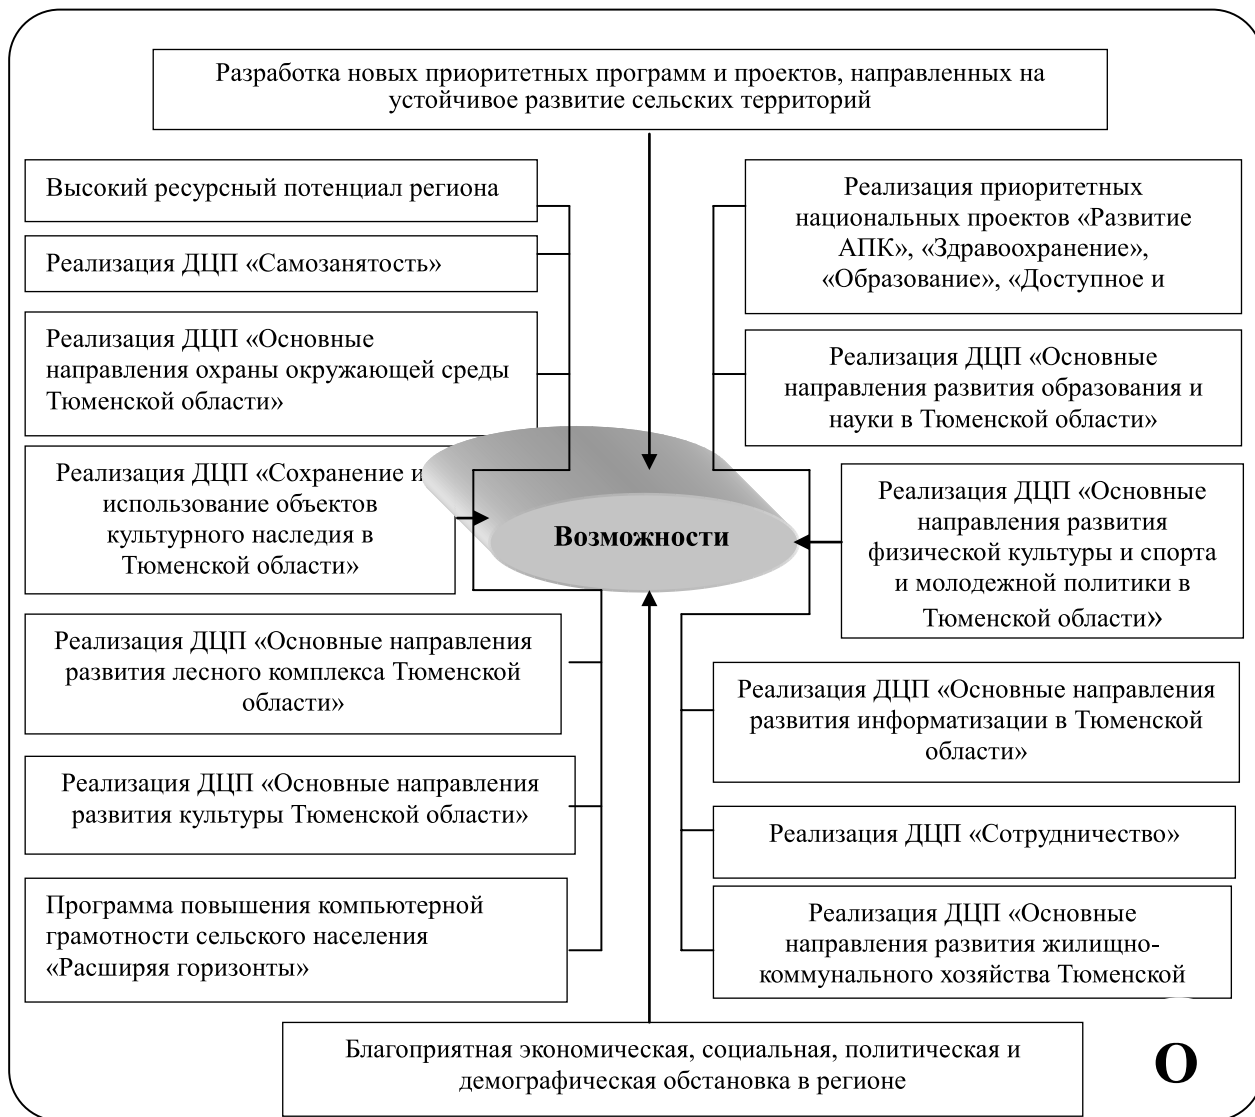 Разработка новых приоритетных программ и проектов, направленных на
устойчивое развитие сельских территорий
Высокий ресурсный потенциал региона
Реализация ДЦП «Самозанятость»
Реализация ДЦП «Основные
направления охраны окружающей среды
Тюменской области»
Реализация ДЦП «Сохранение и
использование объектов
культурного наследия в
Тюменской области»
Реализация ДЦП «Основные направления
развития лесного комплекса Тюменской
области»
Реализация ДЦП «Основные направления
развития культуры Тюменской области»
Программа повышения компьютерной
грамотности сельского населения
«Расширяя горизонты»
Возможности
Реализация приоритетных
национальных проектов «Развитие
АПК», «Здравоохранение»,
«Образование», «Доступное и
Реализация ДЦП «Основные
направления развития образования и
науки в Тюменской области»
Реализация ДЦП «Основные
направления развития
физической культуры и спорта
и молодежной политики в
Тюменской области»
Реализация ДЦП «Основные направления
развития информатизации в Тюменской
области»
Реализация ДЦП «Сотрудничество»
Реализация ДЦП «Основные
направления развития жилищно-
коммунального хозяйства Тюменской
Благоприятная экономическая, социальная, политическая и
демографическая обстановка в регионе
О